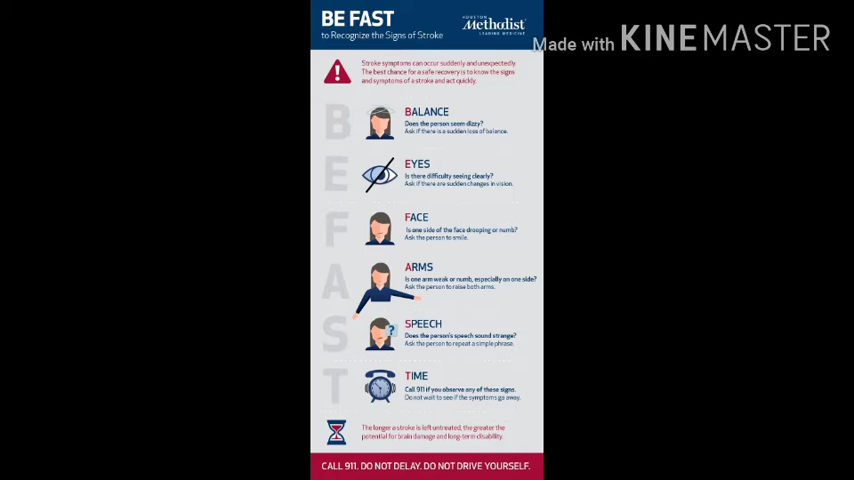 BE FAST
to Recognize the Signs of Stroke
HOUSTON
Methodist
LEADING MEDICINE
Made with KINEMASTER
Stroke symptoms can occur suddenly and unexpectedly.
The best chance for a safe recovery is to know the signs
and symptoms of a stroke and act quickly.
B
BALANCE
Does the person seem dizzy?
Ask if there is a sudden loss of balance.
E
EYES
Is there difficulty seeing clearly?
Ask if there are sudden changes in vision.
F
FACE
Is one side of the face drooping or numb?
Ask the person to smile.
A
ARMS
Is one arm weak or numb, especially on one side?
Ask the person to raise both arms.
S
SPEECH
?
Does the person's speech sound strange?
Ask the person to repeat a simple phrase.
T
TIME
Call 911 if you observe any of these signs.
Do not wait to see if the symptoms go away.
The longer a stroke is left untreated, the greater the
potential for brain damage and long-term disability.
CALL 911. DO NOT DELAY. DO NOT DRIVE YOURSELF.